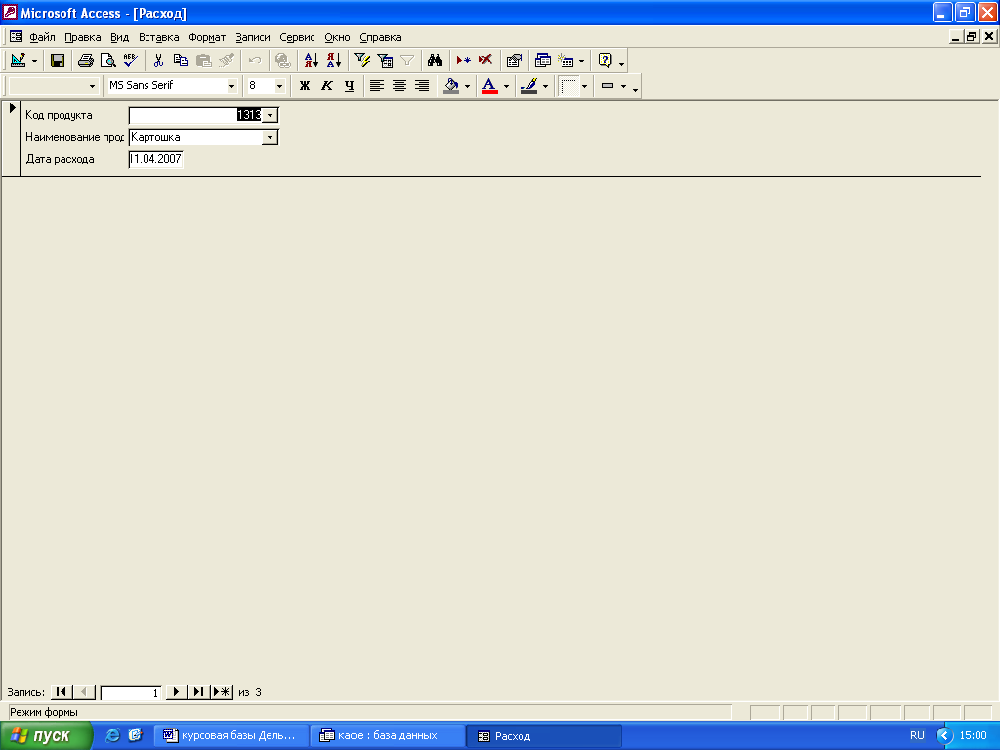 Microsoft Access - [Расход]
Файл Правка Вид Вставка Формат Записи Сервис Окно Справка
MS Sans Serif 8 Ж К Ч
Код продукта 1313
Наименование прод Картошка
Дата расхода 11.04.2007
Запись: 1 из 3
Режим формы
пуск курсовая базы Дель... кафе : база данных Расход RU 15:00